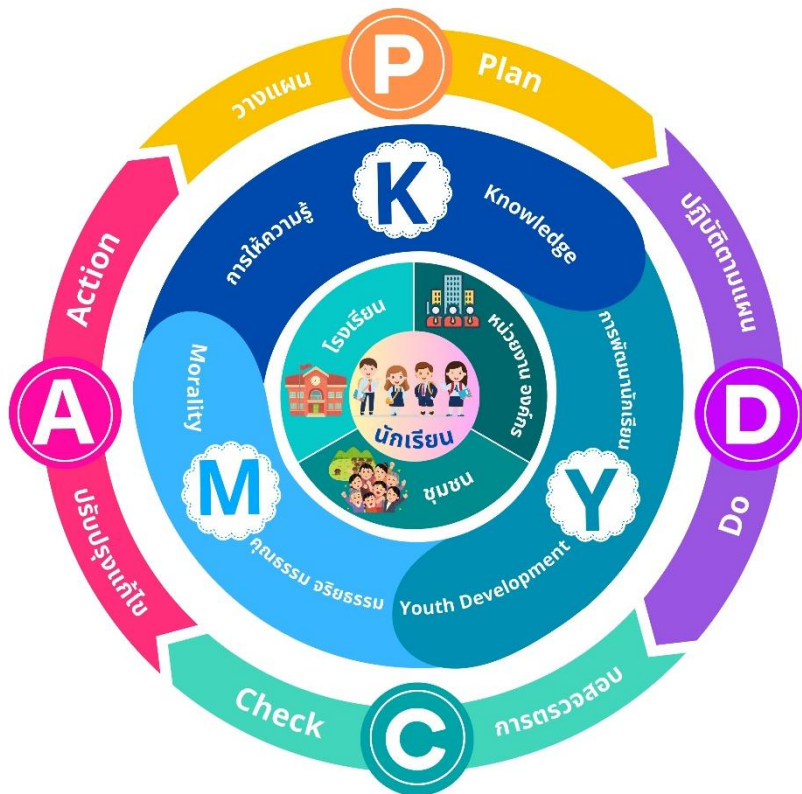 P
Plan
วางแผน
ปฏิบัติตามแผน
D
Do
C
การตรวจสอบ
Check
A
ปรับปรุงแก้ไข
Action
K
Knowledge
การให้ความรู้
การพัฒนานักเรียน
Y
Youth Development
M
คุณธรรม จริยธรรม
Morality
โรงเรียน
หน่วยงาน องค์กร
ชุมชน
นักเรียน